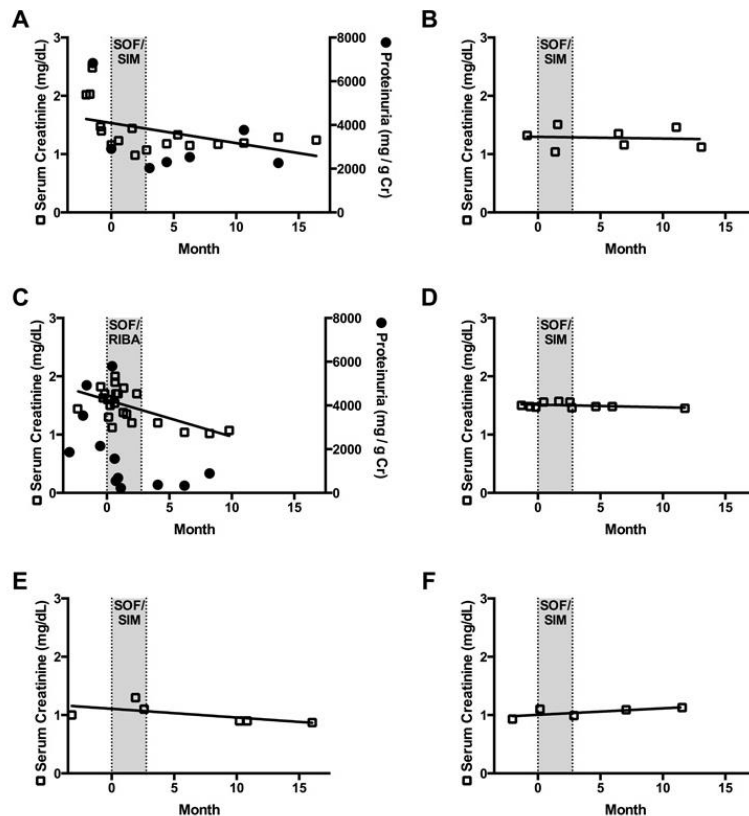 A
SOF/
SIM
3
2
1
0
□ Serum Creatinine (mg/dL)
8000
6000
4000
2000
0
● Proteinuria (mg / g Cr)
0 5 10 15
Month
B
SOF/
SIM
3
2
1
0
□ Serum Creatinine (mg/dL)
0 5 10 15
Month
C
SOF/
RIBA
3
2
1
0
□ Serum Creatinine (mg/dL)
8000
6000
4000
2000
0
● Proteinuria (mg / g Cr)
0 5 10 15
Month
D
SOF/
SIM
3
2
1
0
□ Serum Creatinine (mg/dL)
0 5 10 15
Month
E
SOF/
SIM
3
2
1
0
□ Serum Creatinine (mg/dL)
0 5 10 15
Month
F
SOF/
SIM
3
2
1
0
□ Serum Creatinine (mg/dL)
0 5 10 15
Month